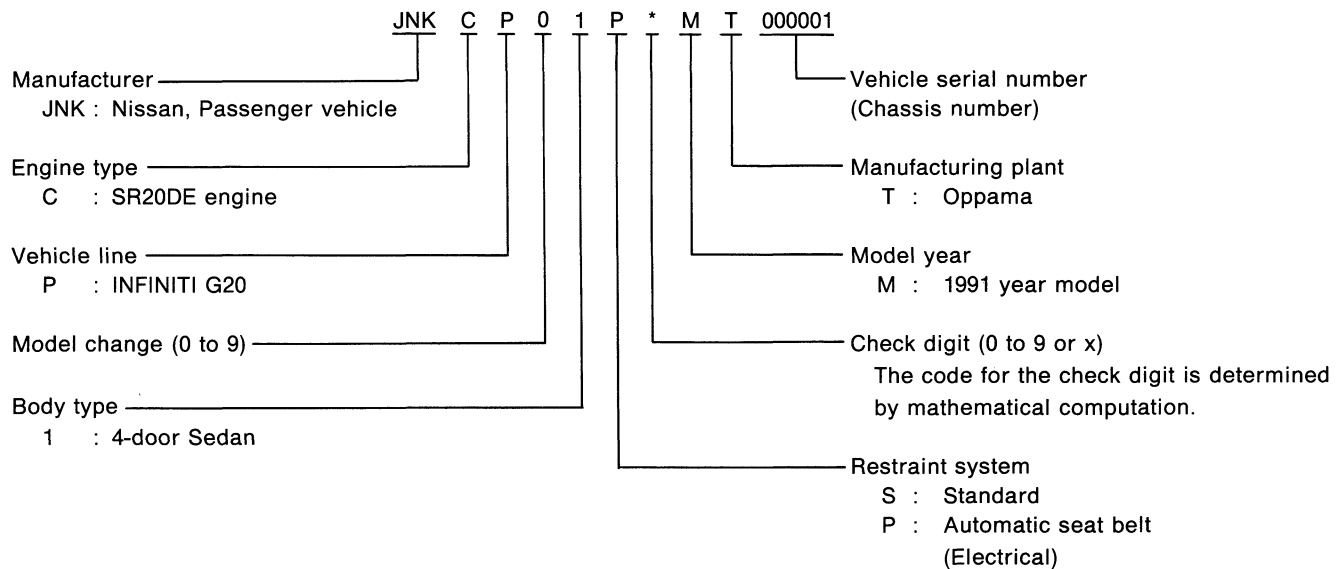 JNK C P 0 1 P * M T 000001
Manufacturer
JNK : Nissan, Passenger vehicle
Engine type
C : SR20DE engine
Vehicle line
P : INFINITI G20
Model change (0 to 9)
Body type
1 : 4-door Sedan
Vehicle serial number
(Chassis number)
Manufacturing plant
T : Oppama
Model year
M : 1991 year model
Check digit (0 to 9 or x)
The code for the check digit is determined
by mathematical computation.
Restraint system
S : Standard
P : Automatic seat belt
(Electrical)